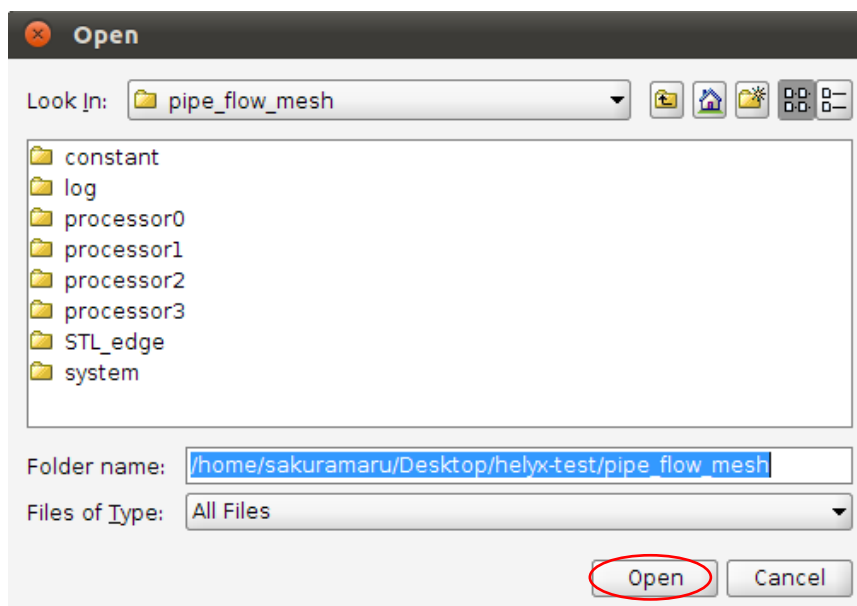 Open
Look In: pipe_flow_mesh
constant
log
processor0
processor1
processor2
processor3
STL_edge
system
Folder name: /home/sakuramaru/Desktop/helyx-test/pipe_flow_mesh
Files of Type: All Files
Open Cancel